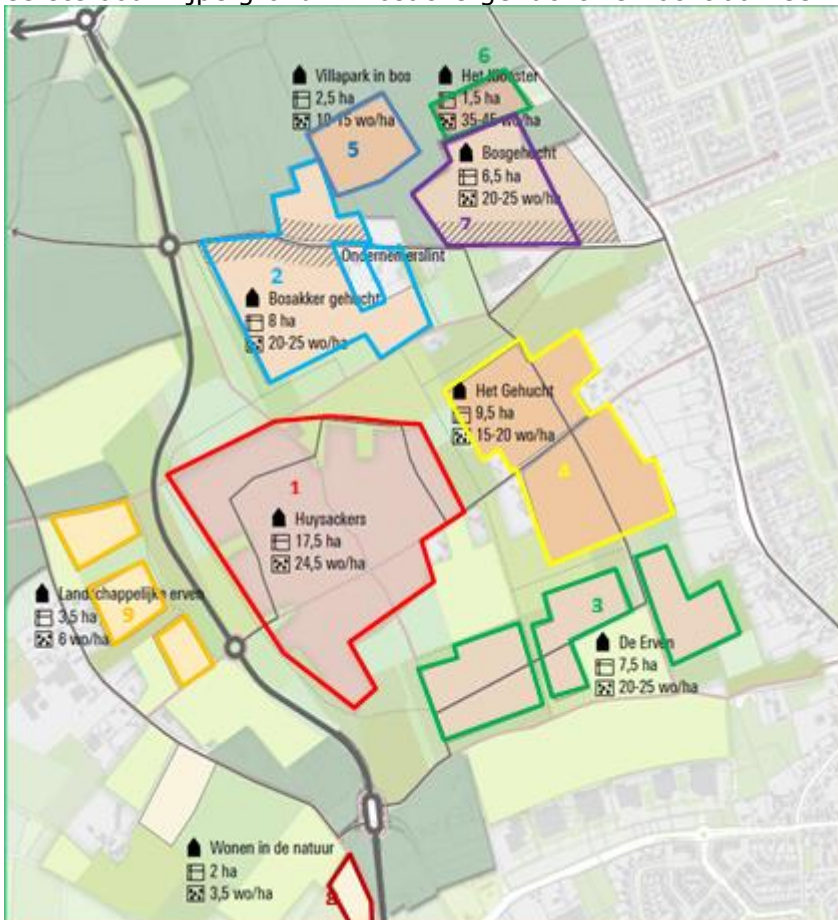 6
Villapark in bos
2,5 ha
10-15 wo/ha
5
Het Klooster
1,5 ha
35-45 wo/ha
Bosgehucht
6,5 ha
20-25 wo/ha
7
Ondernemerslint
2
Bosakker gehucht
8 ha
20-25 wo/ha
Het Gehucht
9,5 ha
15-20 wo/ha
4
1
Huysackers
17,5 ha
24,5 wo/ha
Landschappelijke erven
3,5 ha
9
6 wo/ha
3
De Erven
7,5 ha
20-25 wo/ha
Wonen in de natuur
2 ha
3,5 wo/ha
8